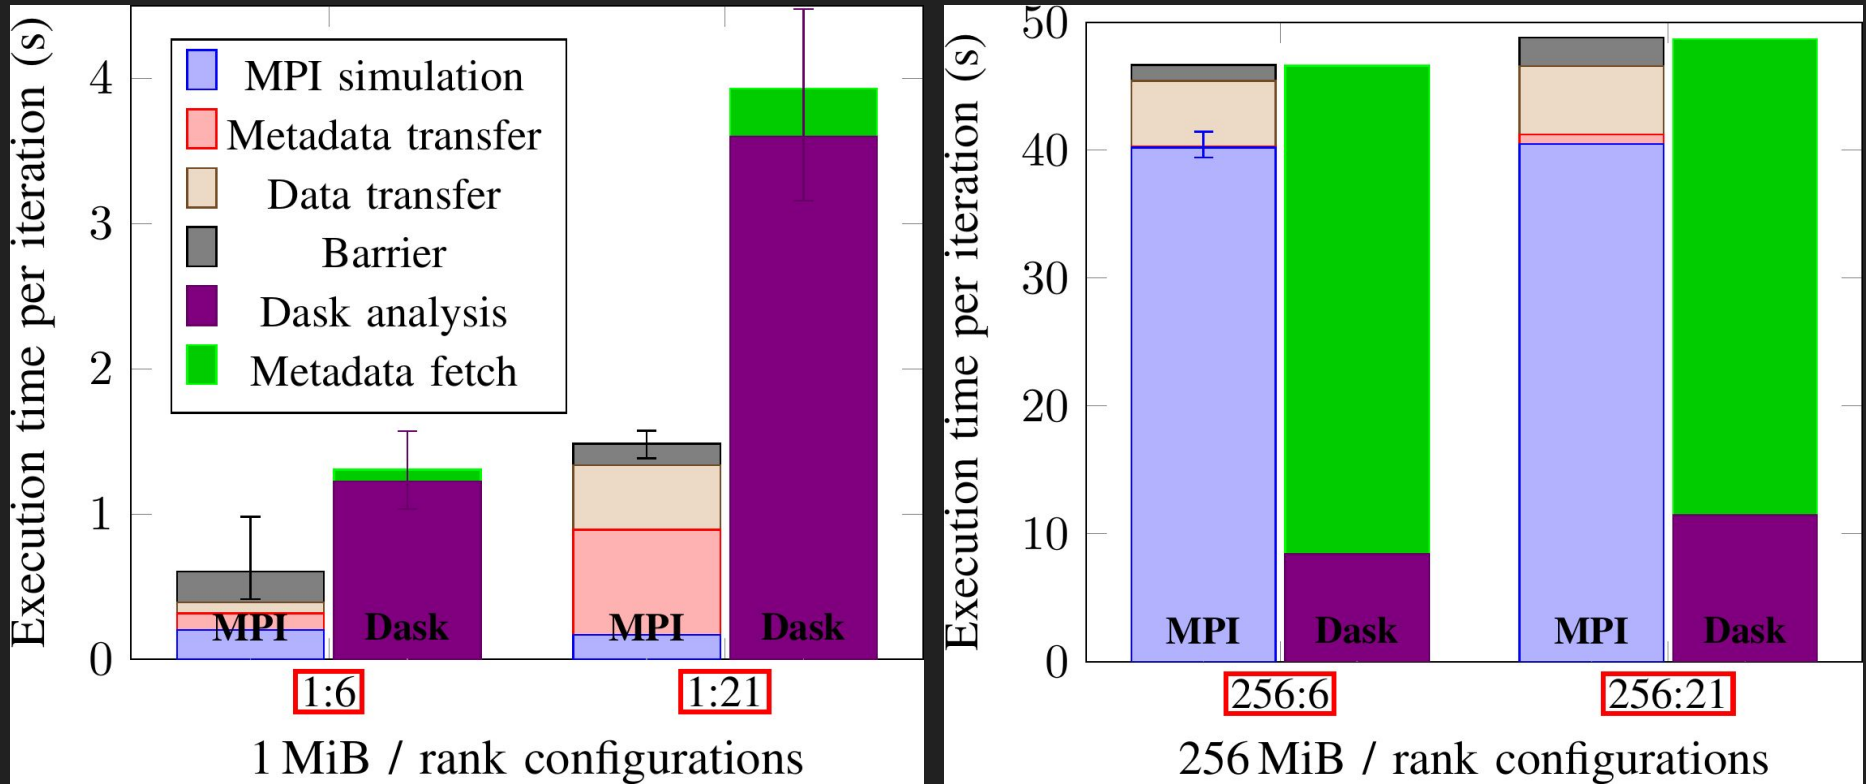 Execution time per iteration (s)
4
3
2
1
0
MPI simulation
Metadata transfer
Data transfer
Barrier
Dask analysis
Metadata fetch
MPI Dask MPI Dask
1:6 1:21
1 MiB / rank configurations
Execution time per iteration (s)
50
40
30
20
10
0
MPI Dask MPI Dask
256:6 256:21
256 MiB / rank configurations